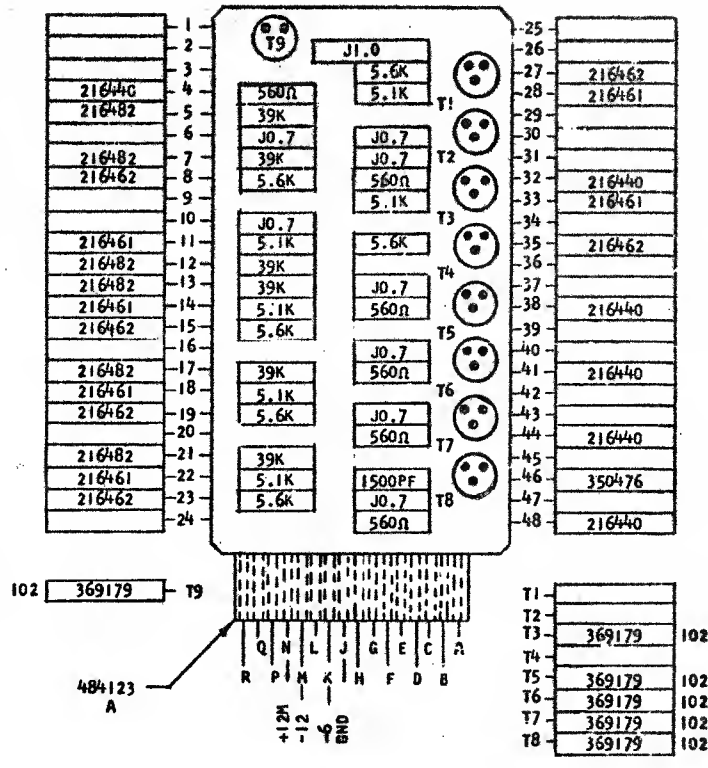 T9
J1.0
5.6K
5.1K
T1
560Ω
39K
J0.7
39K
5.6K
J0.7
J0.7
560Ω
5.1K
T2
T3
J0.7
5.1K
39K
39K
5.1K
5.6K
5.6K
T4
J0.7
560Ω
T5
J0.7
560Ω
T6
39K
5.1K
5.6K
J0.7
560Ω
T7
39K
5.1K
5.6K
1500PF
J0.7
560Ω
T8
1
2
3
216440 4
216482 5
6
216482 7
216462 8
9
10
216461 11
216482 12
216482 13
216461 14
216462 15
16
216482 17
216461 18
216462 19
20
216482 21
216461 22
216462 23
24
25
26
27 216462
28 216461
29
30
31
32 216440
33 216461
34
35 216462
36
37
38 216440
39
40
41 216440
42
43
44 216440
45
46 350476
47
48 216440
102 369179 T9
Q N L J G E C A
R P M K H F D B
+12M
-12
-6
GND
484123
A
T1
T2
T3 369179 102
T4
T5 369179 102
T6 369179 102
T7 369179 102
T8 369179 102